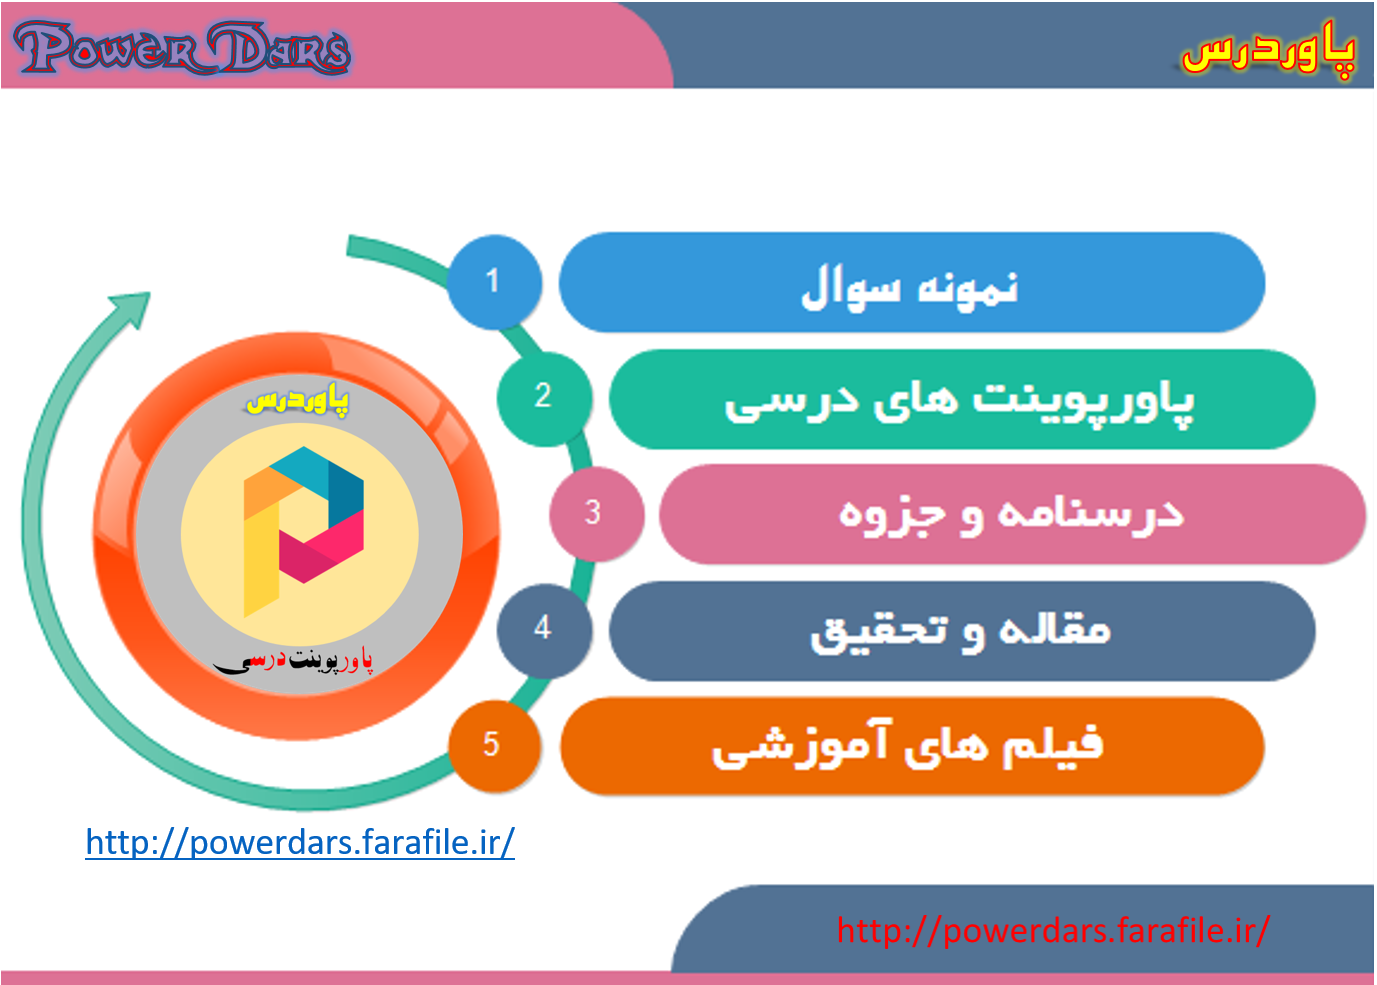 Power Dars
پاوردرس
1
نمونه سوال
2
پاورپوینت های درسی
پاوردرس
3
درسنامه و جزوه
4
مقاله و تحقیق
پاورپوینت درسی
5
فیلم های آموزشی
http://powerdars.farafile.ir/
http://powerdars.farafile.ir/